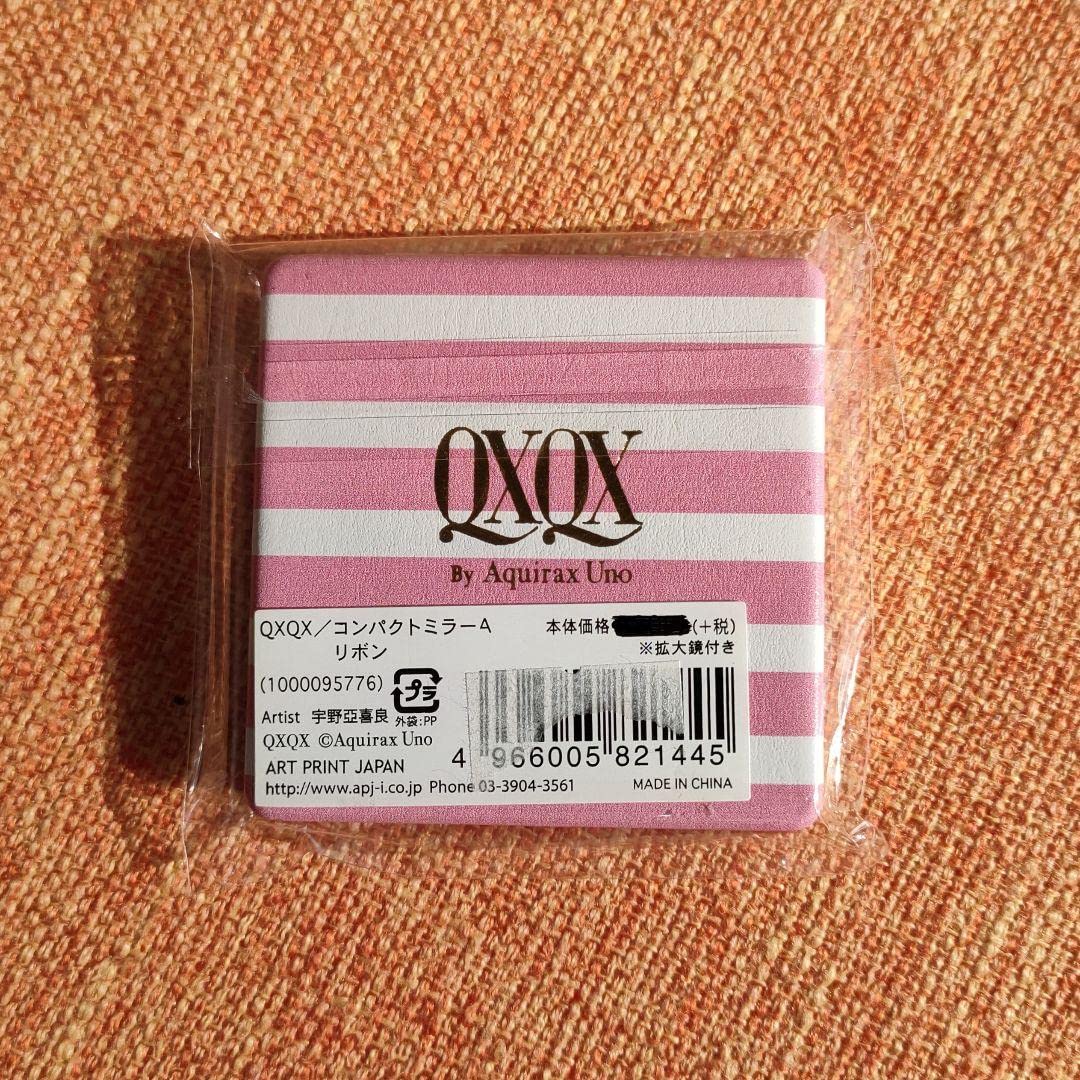 QXQX
By Aquirax Uno
QXQX／コンパクトミラーA
リボン
本体価格 (+税)
※拡大鏡付き
(1000095776)
プラ
外袋:PP
Artist 宇野亞喜良
QXQX ©Aquirax Uno
ART PRINT JAPAN
http://www.apj-i.co.jp Phone 03-3904-3561
4 966005 821445
MADE IN CHINA